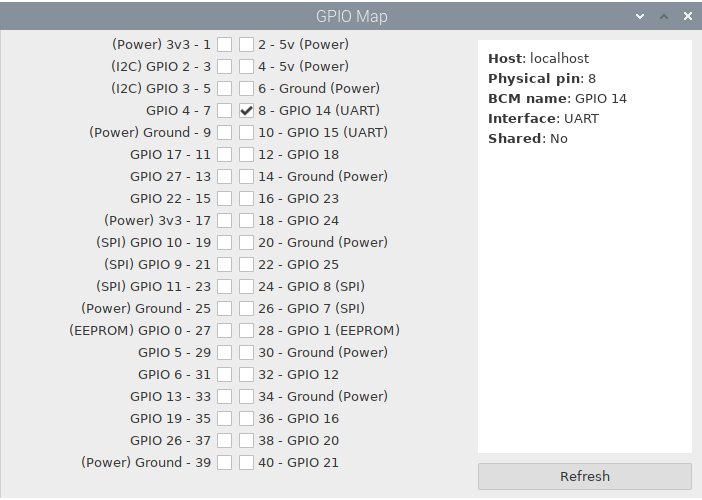 GPIO Map
(Power) 3v3 - 1 2 - 5v (Power)
(I2C) GPIO 2 - 3 4 - 5v (Power)
(I2C) GPIO 3 - 5 6 - Ground (Power)
GPIO 4 - 7 8 - GPIO 14 (UART)
(Power) Ground - 9 10 - GPIO 15 (UART)
GPIO 17 - 11 12 - GPIO 18
GPIO 27 - 13 14 - Ground (Power)
GPIO 22 - 15 16 - GPIO 23
(Power) 3v3 - 17 18 - GPIO 24
(SPI) GPIO 10 - 19 20 - Ground (Power)
(SPI) GPIO 9 - 21 22 - GPIO 25
(SPI) GPIO 11 - 23 24 - GPIO 8 (SPI)
(Power) Ground - 25 26 - GPIO 7 (SPI)
(EEPROM) GPIO 0 - 27 28 - GPIO 1 (EEPROM)
GPIO 5 - 29 30 - Ground (Power)
GPIO 6 - 31 32 - GPIO 12
GPIO 13 - 33 34 - Ground (Power)
GPIO 19 - 35 36 - GPIO 16
GPIO 26 - 37 38 - GPIO 20
(Power) Ground - 39 40 - GPIO 21
Host: localhost
Physical pin: 8
BCM name: GPIO 14
Interface: UART
Shared: No
Refresh